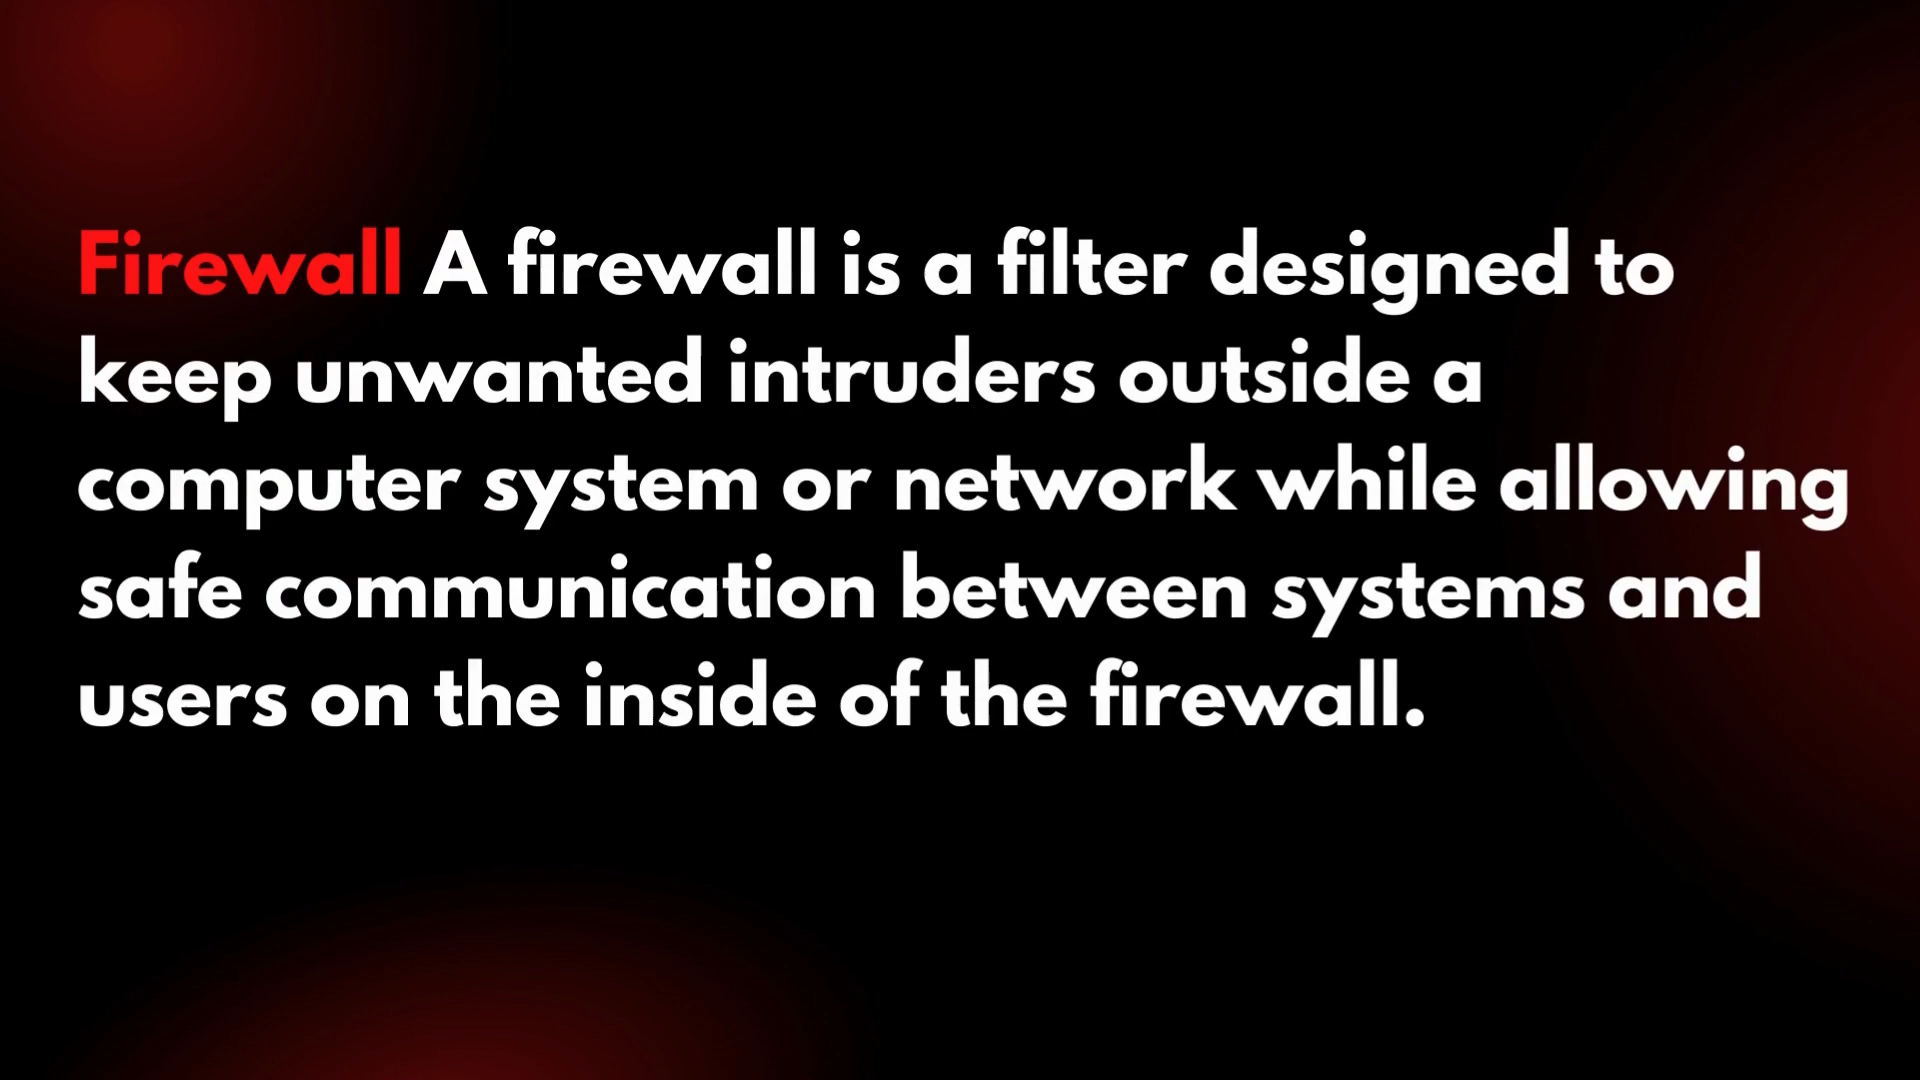 Firewall A firewall is a filter designed to
keep unwanted intruders outside a
computer system or network while allowing
safe communication between systems and
users on the inside of the firewall.